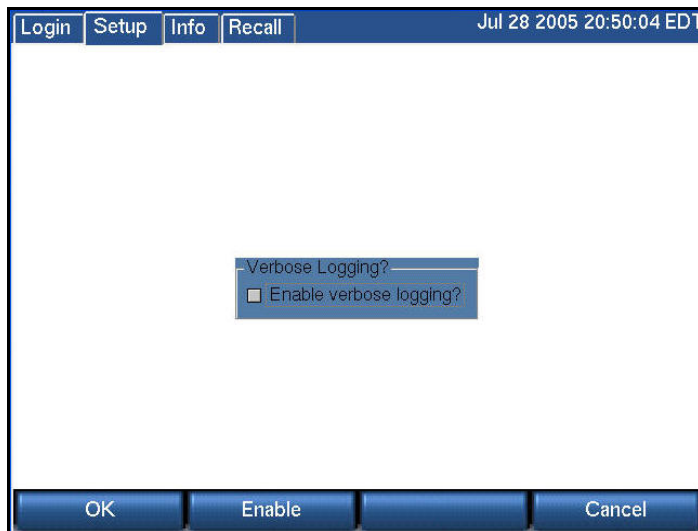 Login Setup Info Recall Jul 28 2005 20:50:04 EDT
Verbose Logging?
Enable verbose logging?
OK Enable Cancel